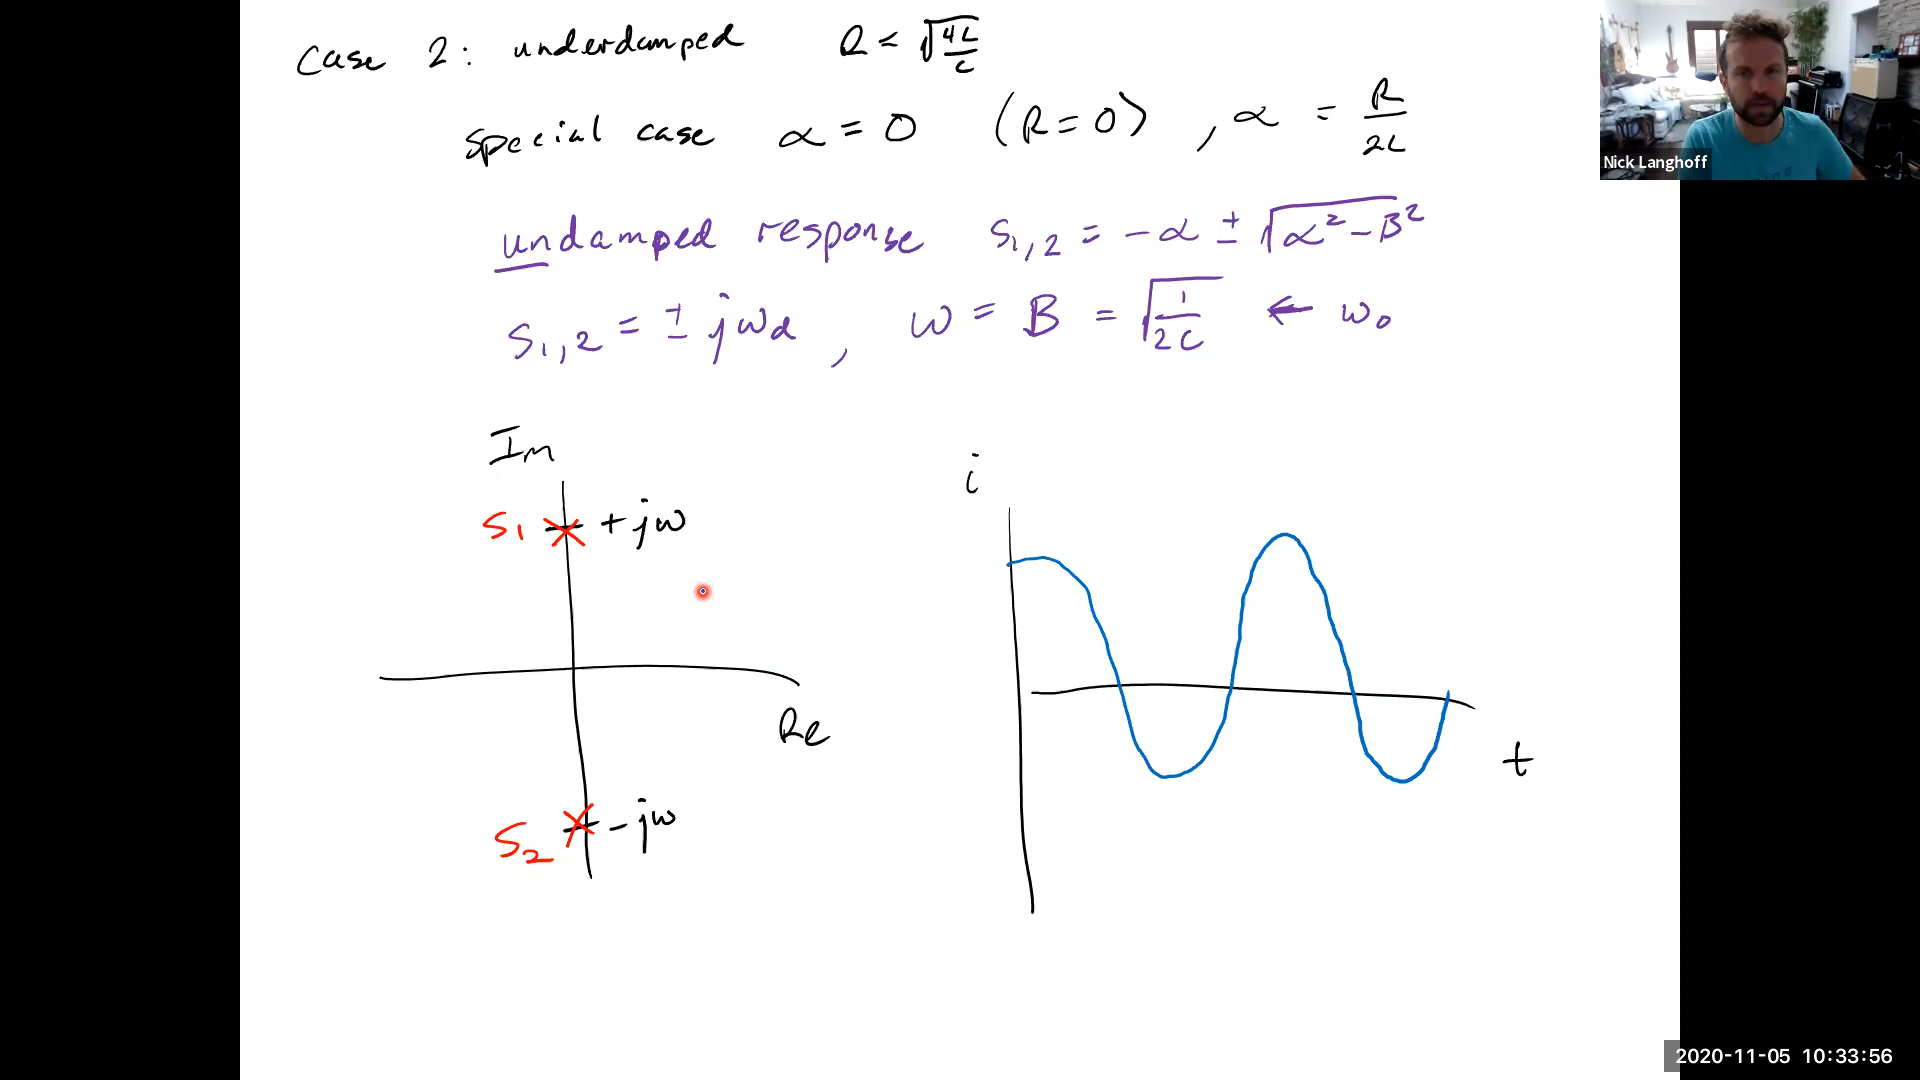 Case 2: underdamped R < √(4L/C)
special case α = 0 (R = 0), α = R/2L
undamped response S1,2 = -α ± √(α² - B²)
S1,2 = ± jωd, ω = B = √(1/2C) ← ω0
Im
S1 +jω
Re
S2 -jω
i
t
Nick Langhoff
2020-11-05 10:33:56